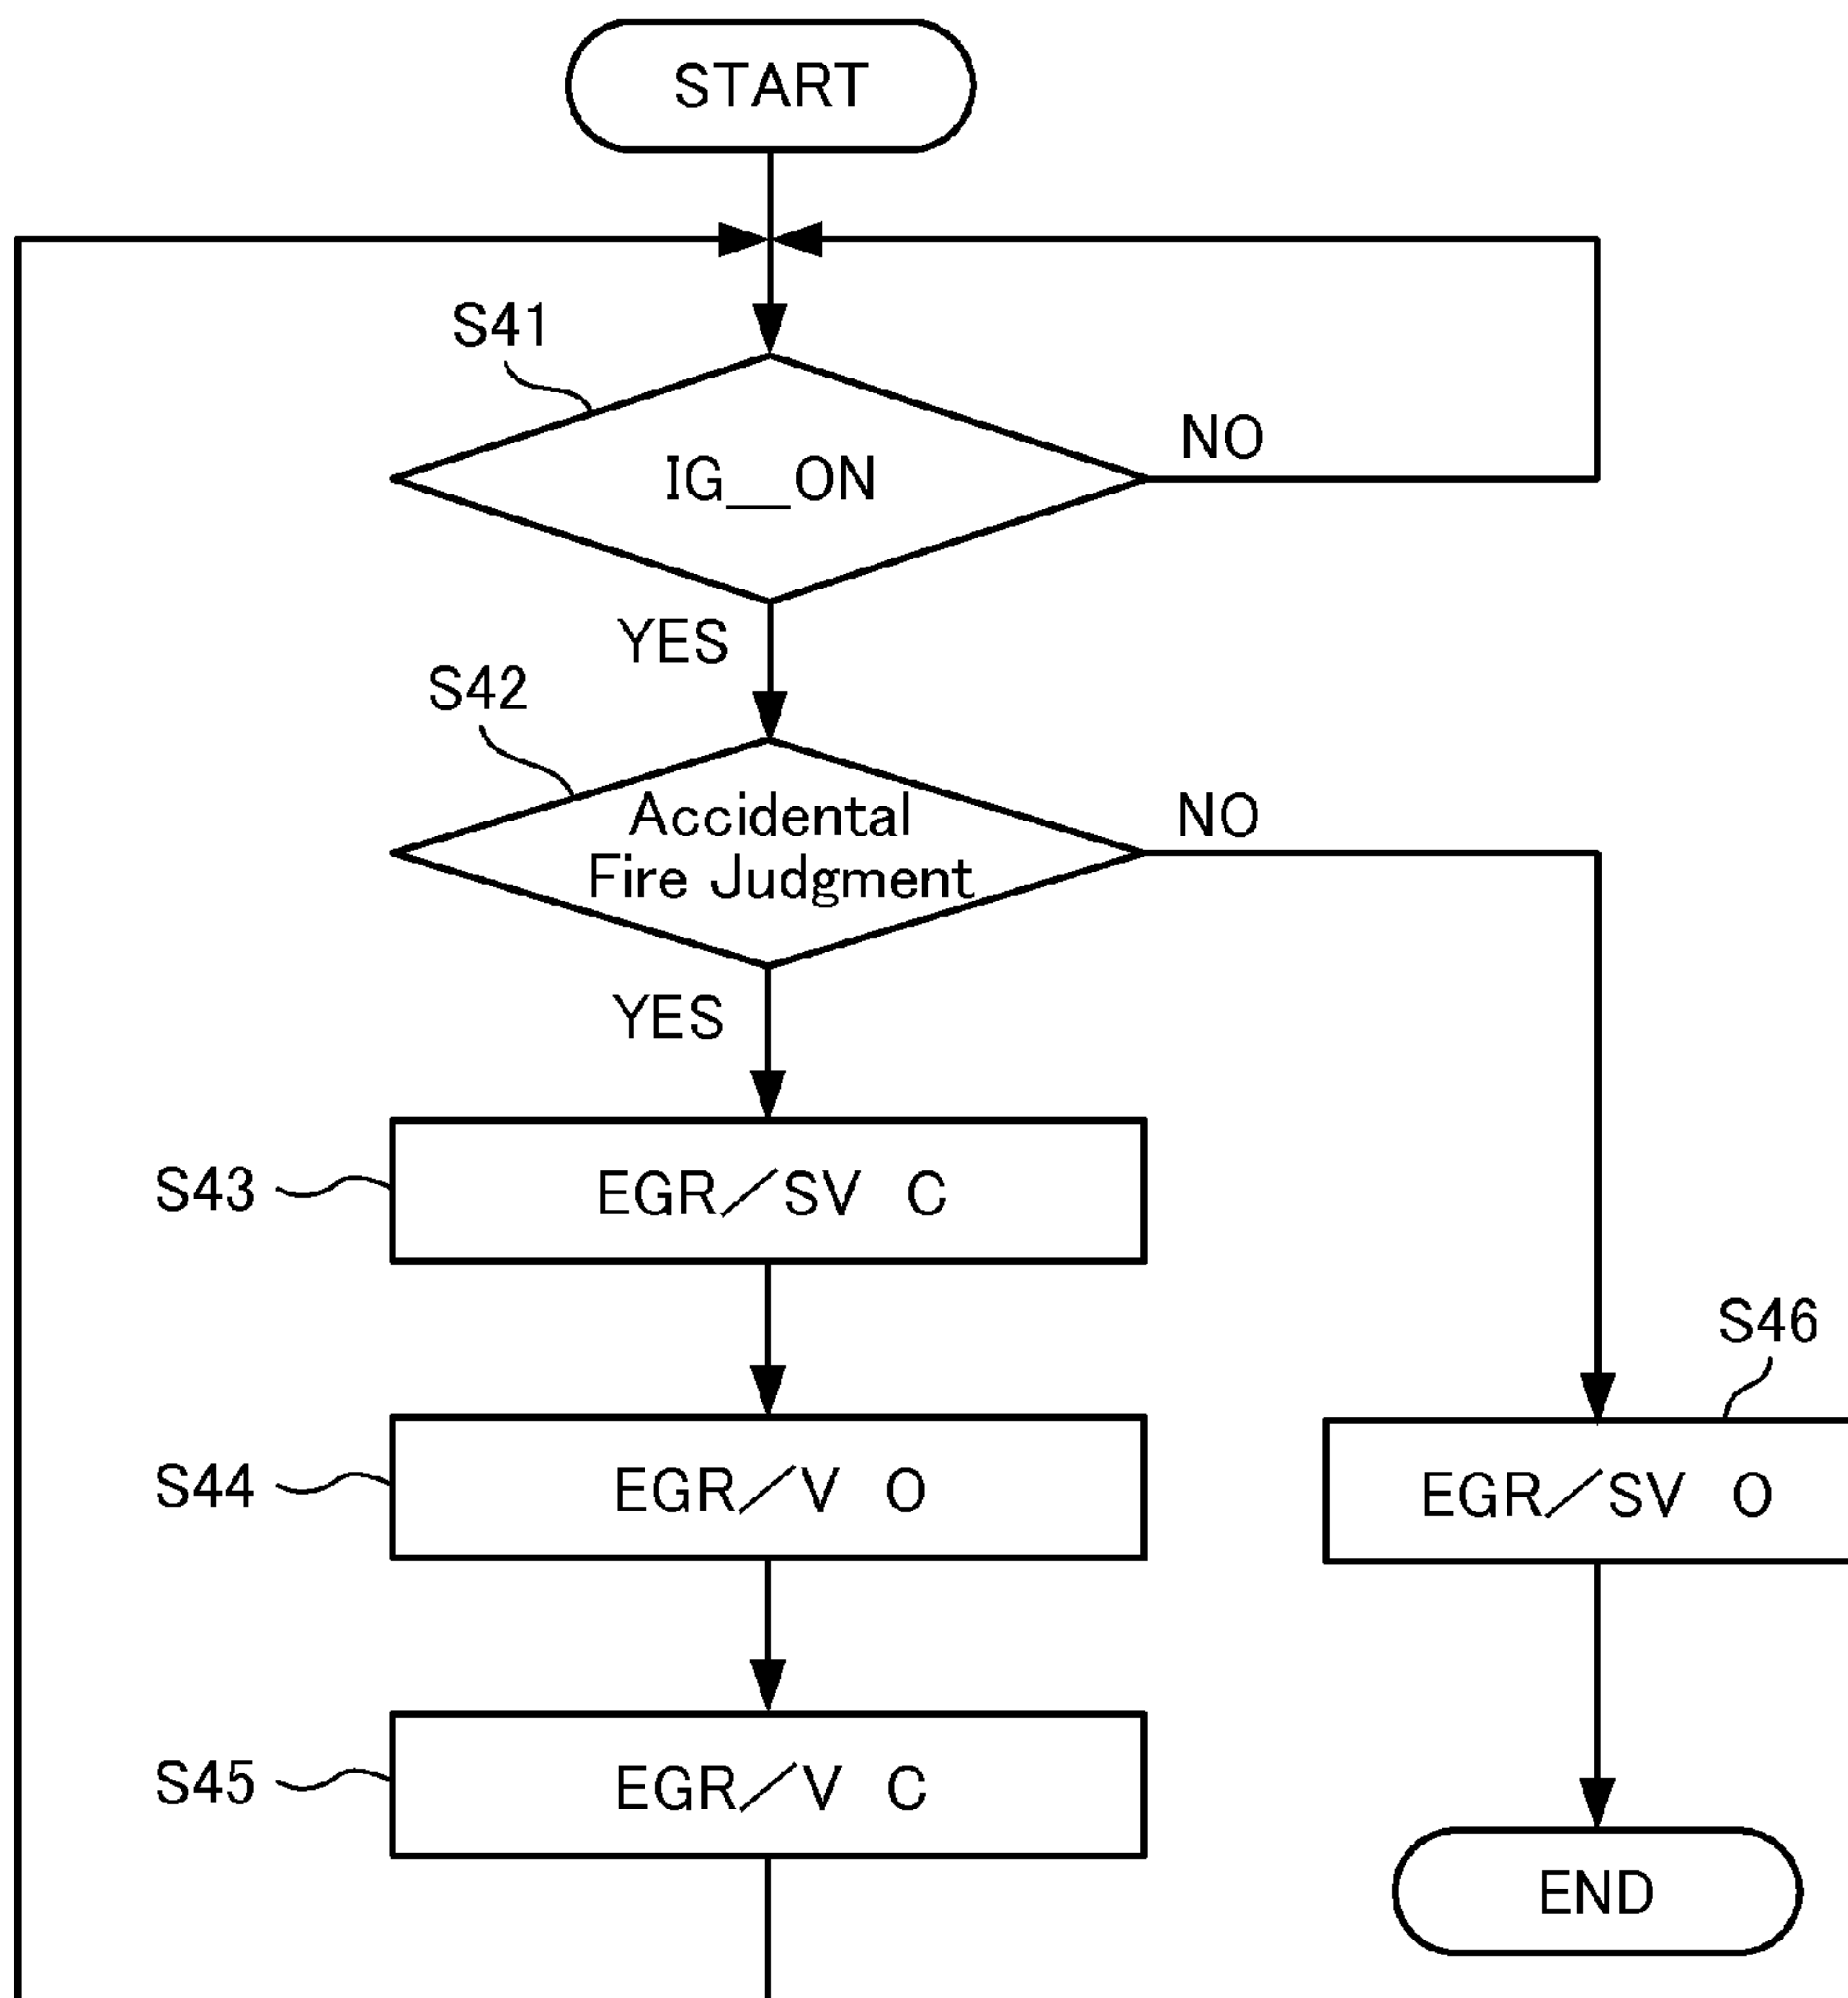 START
S41
IG__ON
NO
YES
S42
Accidental
Fire Judgment
NO
YES
S43
EGR/SV C
S44
EGR/V O
S45
EGR/V C
S46
EGR/SV O
END